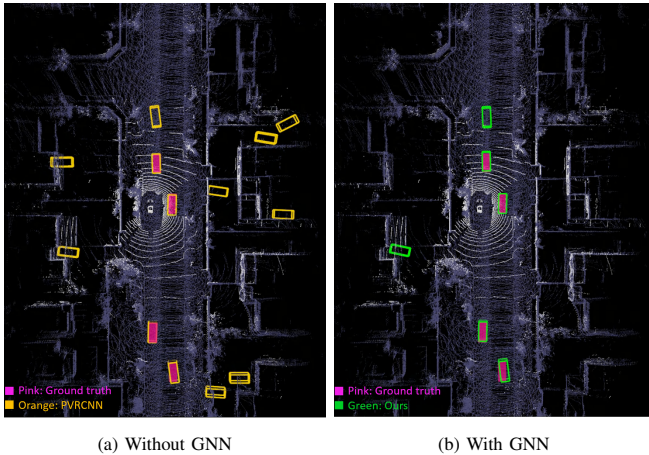 Pink: Ground truth
Orange: PVRCNN
Pink: Ground truth
Green: Ours
(a) Without GNN
(b) With GNN